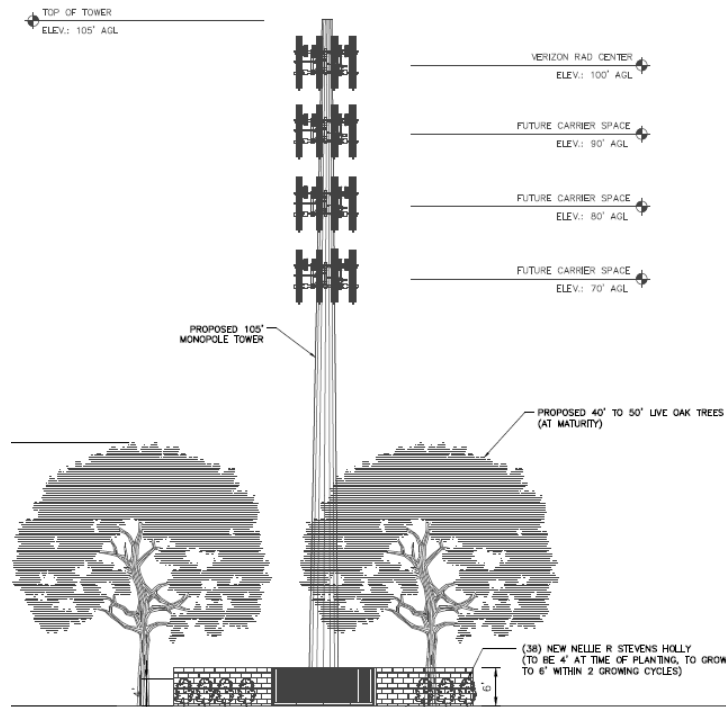 TOP OF TOWER
ELEV.: 105' AGL
VERIZON RAD CENTER
ELEV.: 100' AGL
FUTURE CARRIER SPACE
ELEV.: 90' AGL
FUTURE CARRIER SPACE
ELEV.: 80' AGL
FUTURE CARRIER SPACE
ELEV.: 70' AGL
PROPOSED 105'
MONOPOLE TOWER
PROPOSED 40' TO 50' LIVE OAK TREES
(AT MATURITY)
(38) NEW NELLIE R STEVENS HOLLY
(TO BE 4' AT TIME OF PLANTING, TO GROW
TO 6' WITHIN 2 GROWING CYCLES)
4'
6'